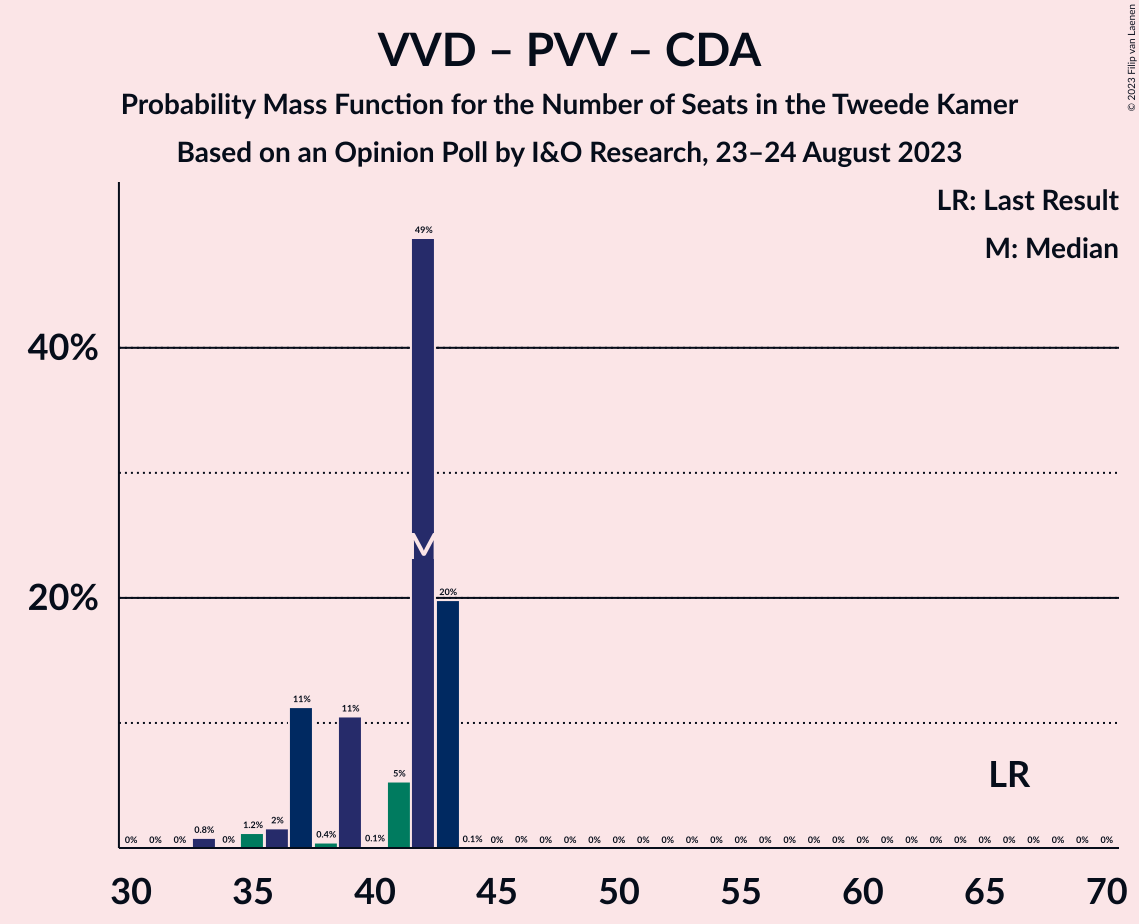 VVD – PVV – CDA
Probability Mass Function for the Number of Seats in the Tweede Kamer
Based on an Opinion Poll by I&O Research, 23–24 August 2023
© 2023 Filip van Laenen
LR: Last Result
M: Median
49%
40%
M
20%
20%
11%
11%
LR
5%
0% 0% 0% 0.8% 0% 1.2% 2% 0.4% 0.1% 0.1% 0% 0% 0% 0% 0% 0% 0% 0% 0% 0% 0% 0% 0% 0% 0% 0% 0% 0% 0% 0% 0% 0% 0% 0% 0% 0%
30 35 40 45 50 55 60 65 70